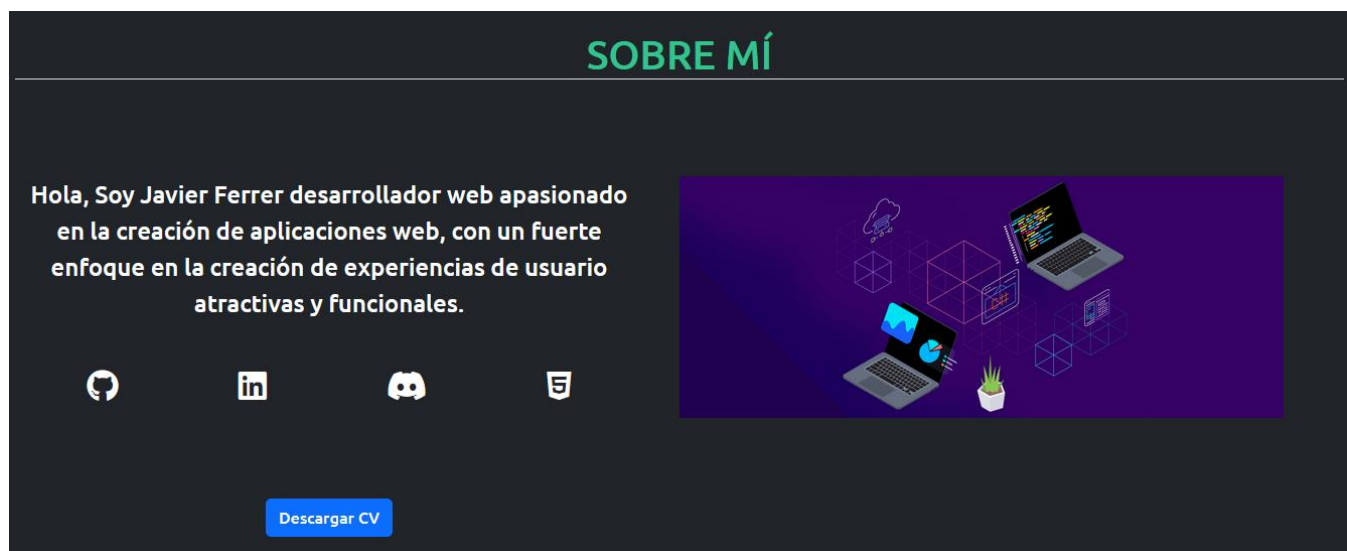 SOBRE MÍ
Hola, Soy Javier Ferrer desarrollador web apasionado
en la creación de aplicaciones web, con un fuerte
enfoque en la creación de experiencias de usuario
atractivas y funcionales.
in
Descargar CV